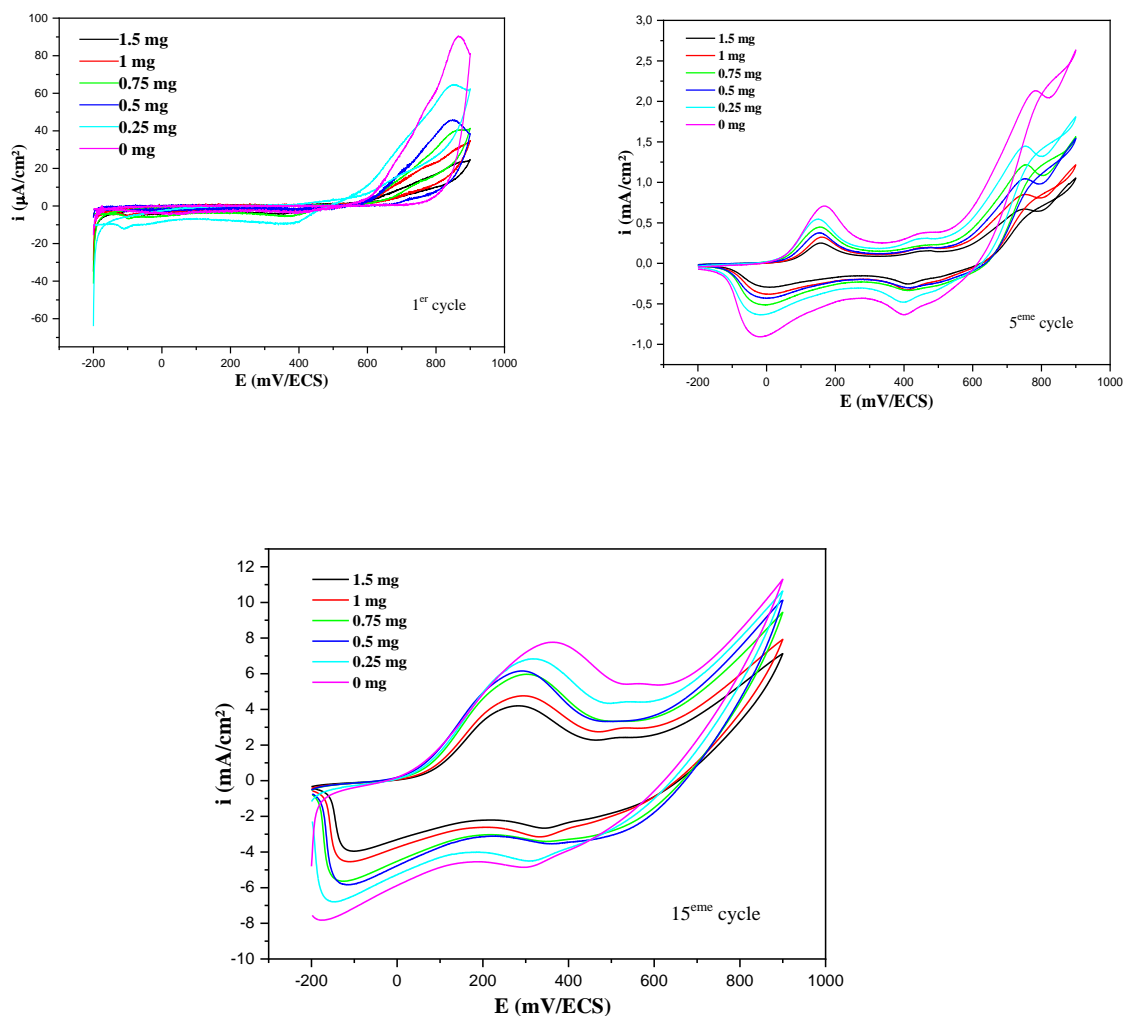 100
80
60
40
20
0
-20
-40
-60
i (µA/cm²)
1.5 mg
1 mg
0.75 mg
0.5 mg
0.25 mg
0 mg
1er cycle
-200 0 200 400 600 800 1000
E (mV/ECS)
3,0
2,5
2,0
1,5
1,0
0,5
0,0
-0,5
-1,0
i (mA/cm²)
1.5 mg
1 mg
0.75 mg
0.5 mg
0.25 mg
0 mg
5eme cycle
-200 0 200 400 600 800 1000
E (mV/ECS)
12
10
8
6
4
2
0
-2
-4
-6
-8
-10
i (mA/cm²)
1.5 mg
1 mg
0.75 mg
0.5 mg
0.25 mg
0 mg
15eme cycle
-200 0 200 400 600 800 1000
E (mV/ECS)